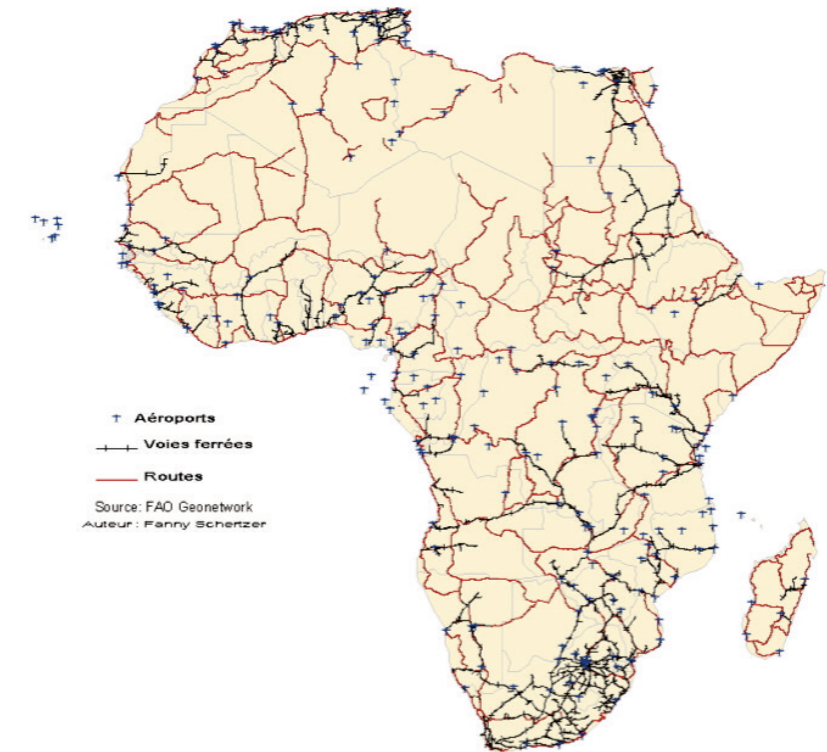 Aéroports
Voies ferrées
Routes
Source: FAO Geonetwork
Auteur : Fanny Schertzer